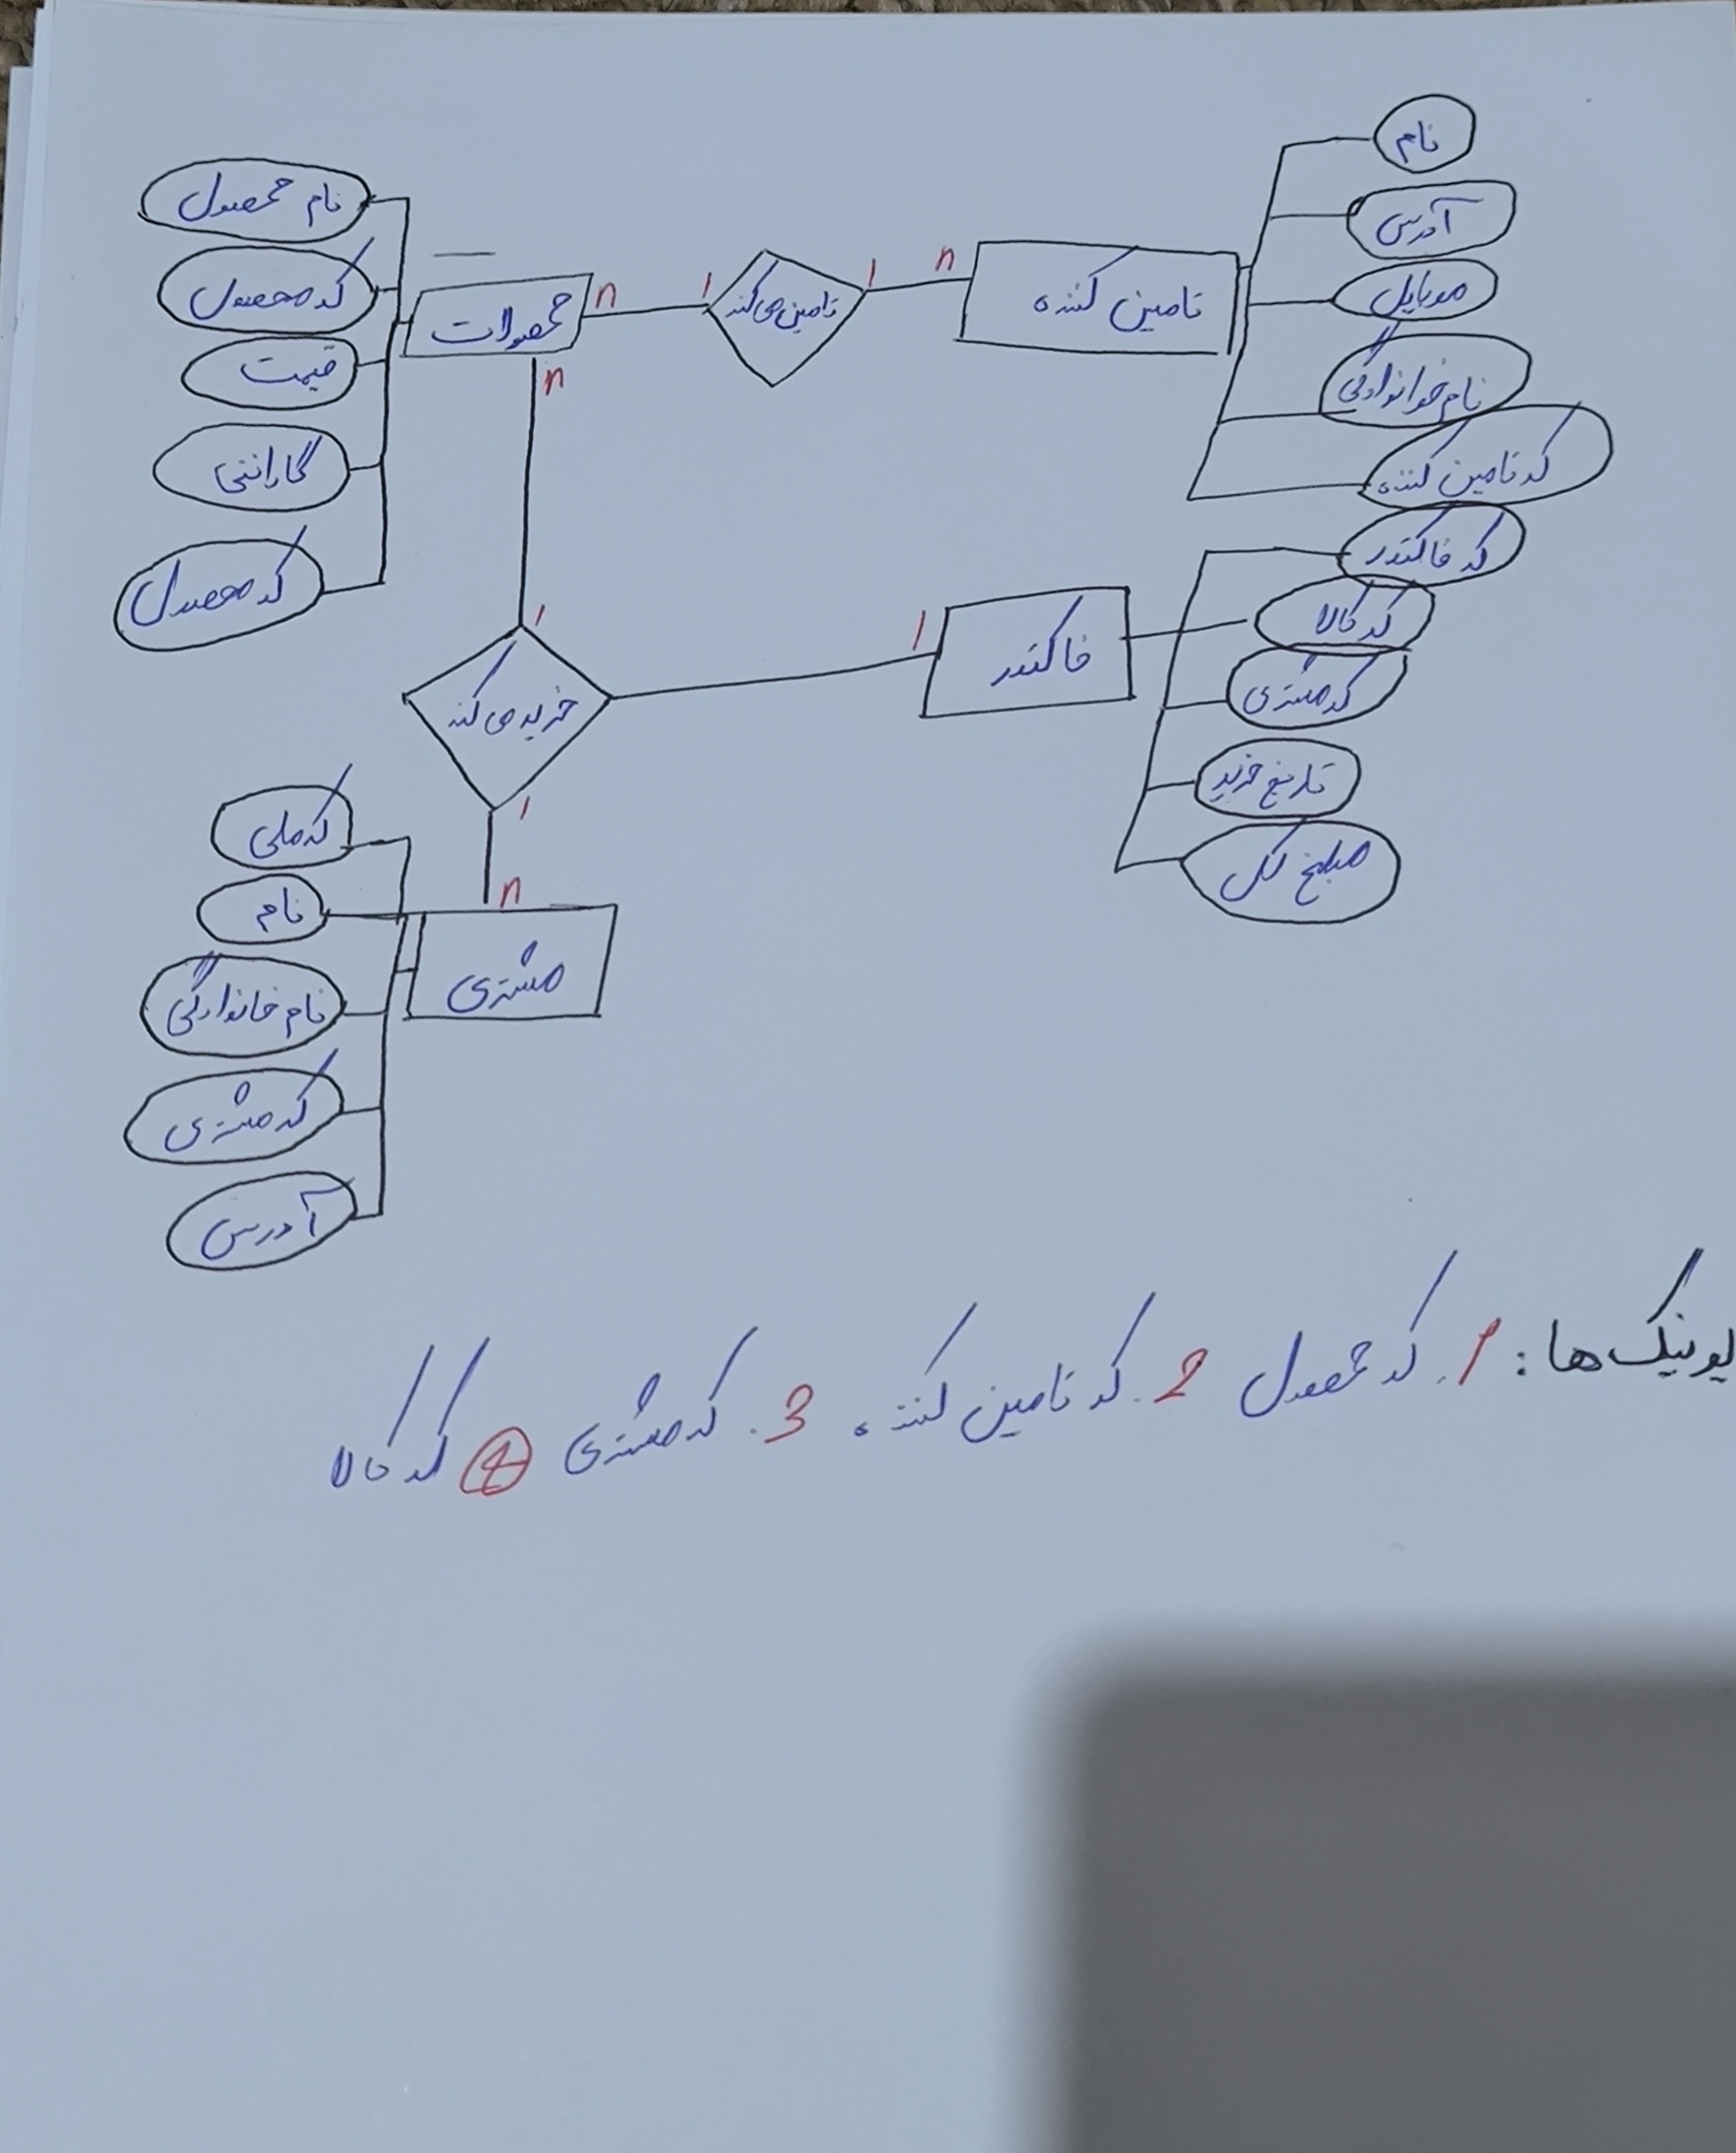 نام
آدرس
موبایل
نام خوانوادگی
کد تامین کننده
نام محصول
کد محصول
قیمت
گارانتی
کد محصول
تامین کننده
n
1
تامین می کند
1
n
محصولات
n
1
خرید می کند
1
n
1
فاکتور
کد فاکتور
کد کالا
کد مشتری
تاریخ خرید
مبلغ کل
کد ملی
نام
نام خانوادگی
کد مشتری
آدرس
مشتری
یونیک ها : 1. کد محصول 2. کد تامین کننده 3. کد مشتری 4 کد کالا